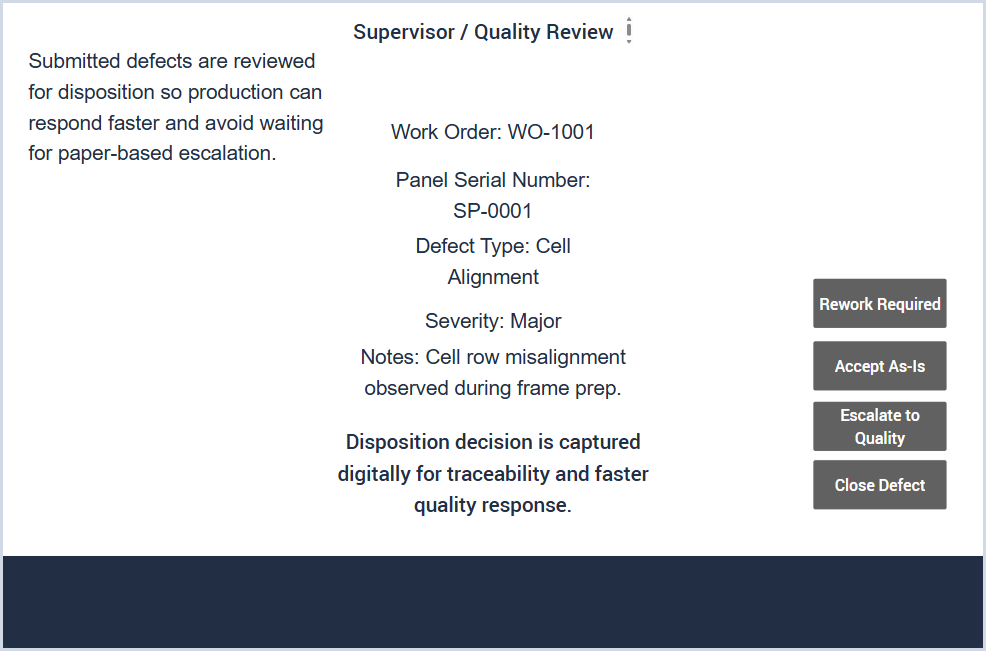 Supervisor / Quality Review
Submitted defects are reviewed
for disposition so production can
respond faster and avoid waiting
for paper-based escalation.
Work Order: WO-1001
Panel Serial Number:
SP-0001
Defect Type: Cell
Alignment
Severity: Major
Notes: Cell row misalignment
observed during frame prep.
Disposition decision is captured
digitally for traceability and faster
quality response.
Rework Required
Accept As-Is
Escalate to
Quality
Close Defect